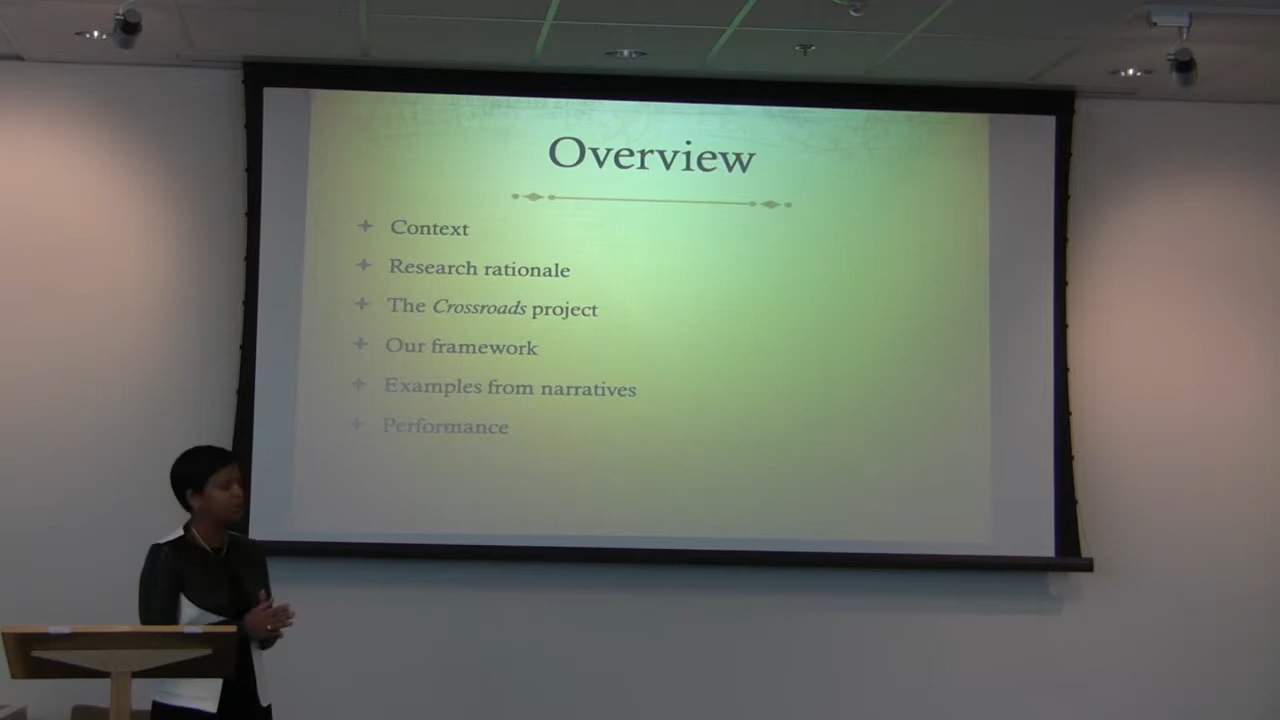 Overview
Context
Research rationale
The Crossroads project
Our framework
Examples from narratives
Performance